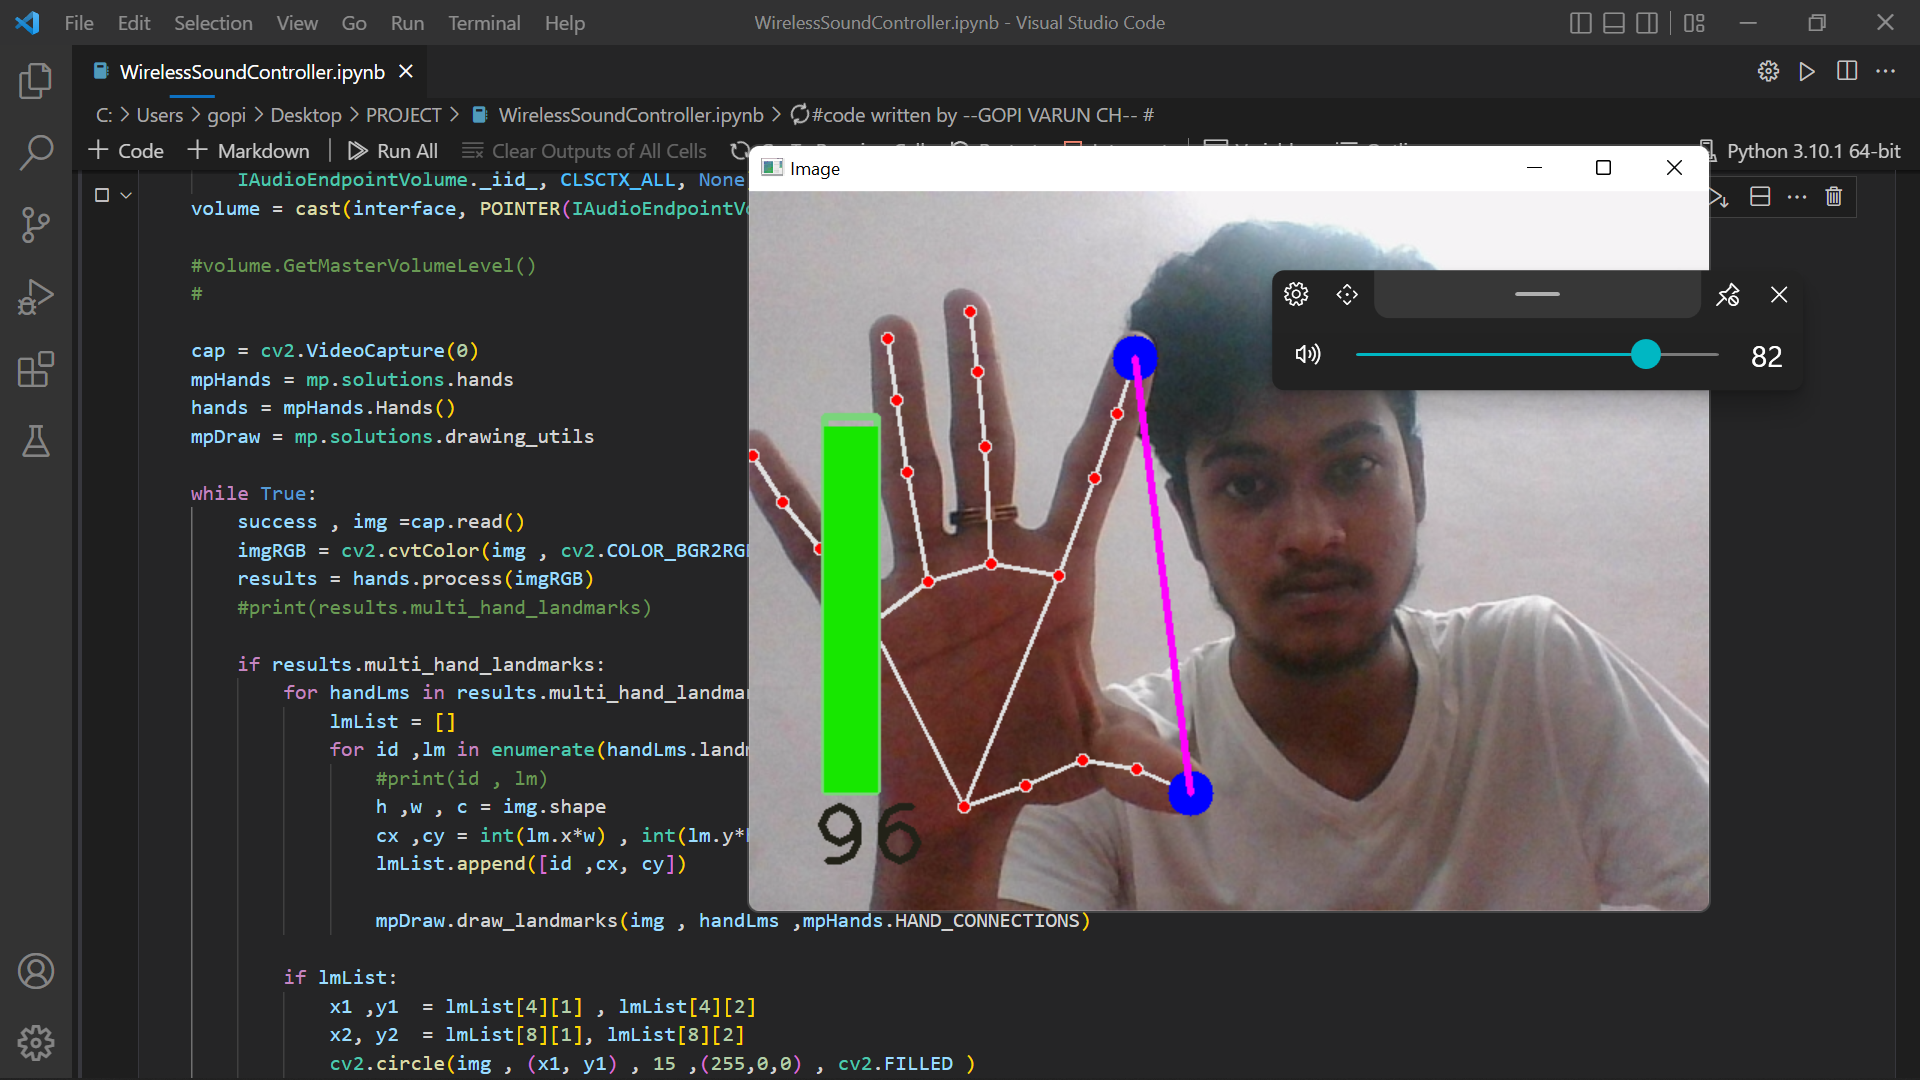 File Edit Selection View Go Run Terminal Help WirelessSoundController.ipynb - Visual Studio Code
WirelessSoundController.ipynb
C: > Users > gopi > Desktop > PROJECT > WirelessSoundController.ipynb > #code written by --GOPI VARUN CH-- #
+ Code + Markdown Run All Clear Outputs of All Cells Python 3.10.1 64-bit
IAudioEndpointVolume._iid_, CLSCTX_ALL, None
volume = cast(interface, POINTER(IAudioEndpointVo
#volume.GetMasterVolumeLevel()
#
cap = cv2.VideoCapture(0)
mpHands = mp.solutions.hands
hands = mpHands.Hands()
mpDraw = mp.solutions.drawing_utils
while True:
success , img =cap.read()
imgRGB = cv2.cvtColor(img , cv2.COLOR_BGR2RGB
results = hands.process(imgRGB)
#print(results.multi_hand_landmarks)
if results.multi_hand_landmarks:
for handLms in results.multi_hand_landmar
lmList = []
for id ,lm in enumerate(handLms.landm
#print(id , lm)
h ,w , c = img.shape
cx ,cy = int(lm.x*w) , int(lm.y*h
lmList.append([id ,cx, cy])
mpDraw.draw_landmarks(img , handLms ,mpHands.HAND_CONNECTIONS)
if lmList:
x1 ,y1  = lmList[4][1] , lmList[4][2]
x2, y2  = lmList[8][1], lmList[8][2]
cv2.circle(img , (x1, y1) , 15 ,(255,0,0) , cv2.FILLED )
Image
82
96